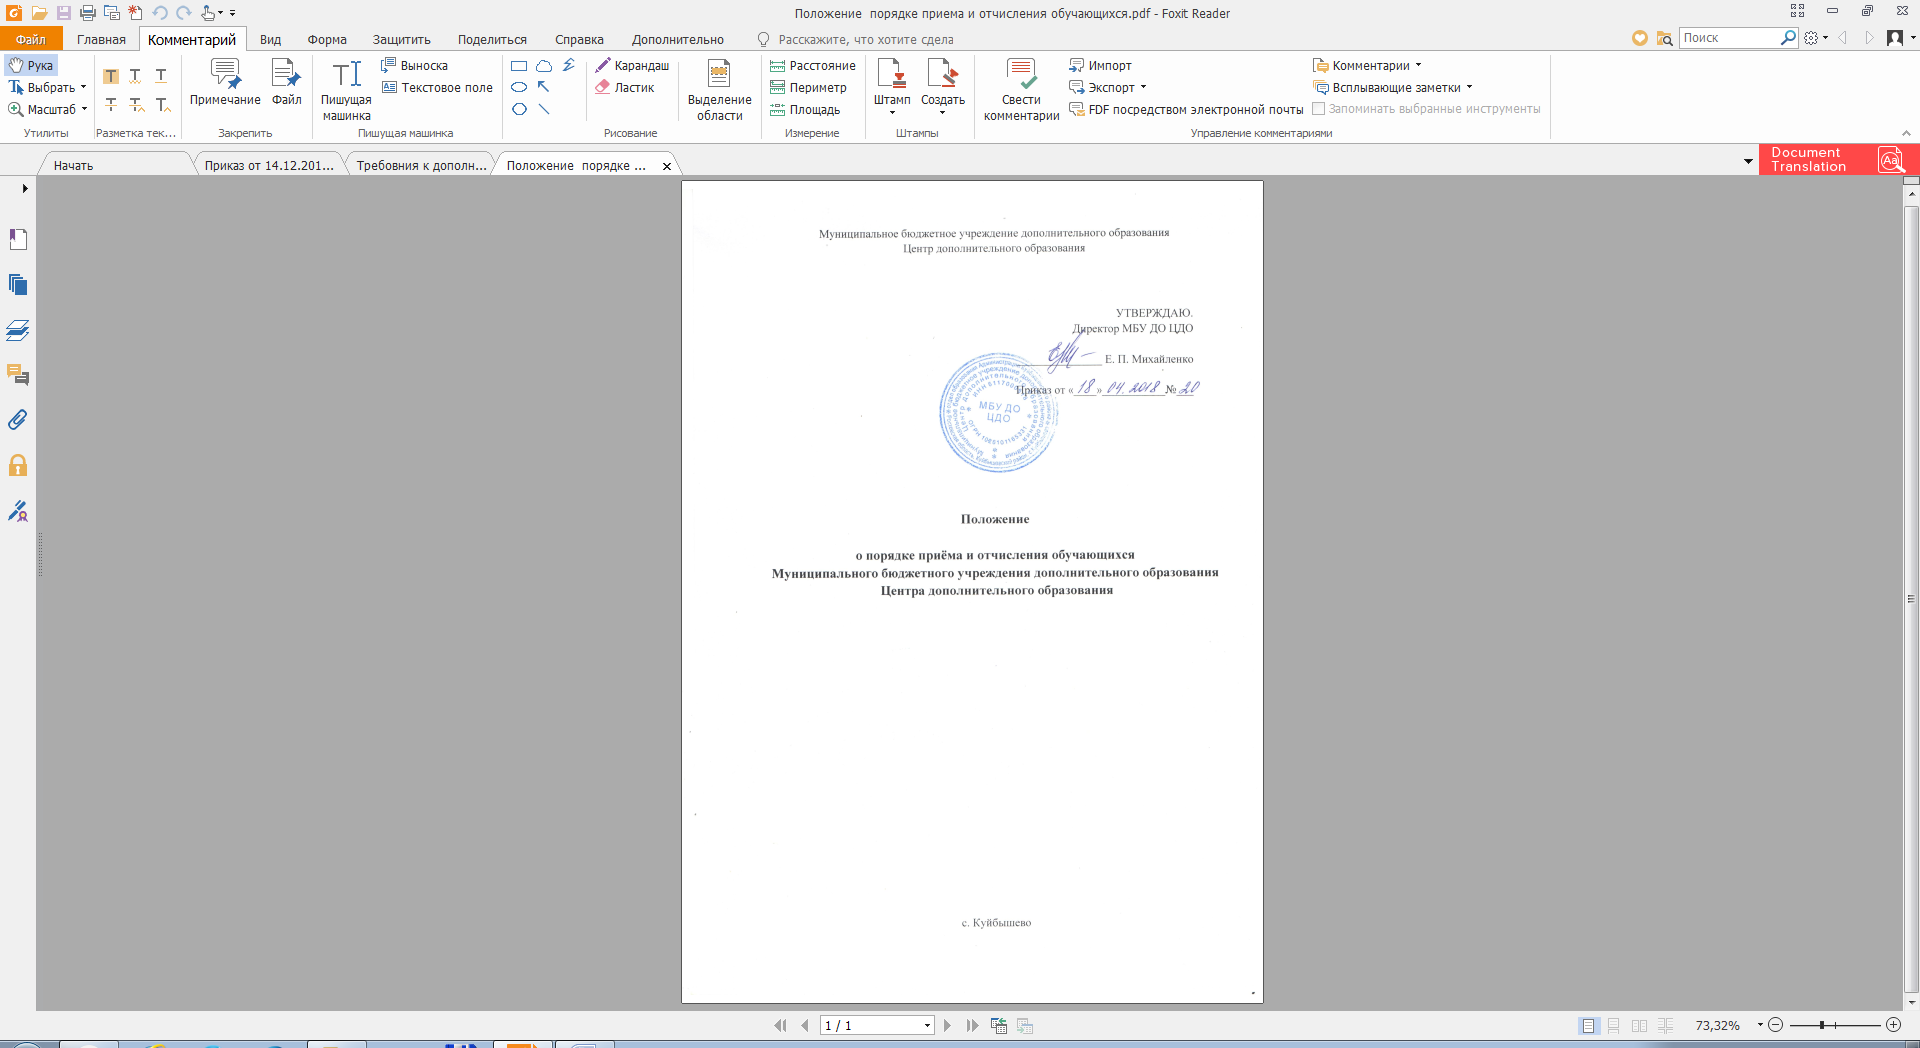 Положение  порядке приема и отчисления обучающихся.pdf - Foxit Reader
Файл Главная Комментарий Вид Форма Защитить Поделиться Справка Дополнительно Расскажите, что хотите сдела Поиск
Рука
Выбрать
Масштаб
Утилиты
Разметка тек...
Примечание Файл
Закрепить
Пишущая машинка
Выноска
Текстовое поле
Пишущая машинка
Карандаш
Ластик
Рисование
Выделение области
Расстояние
Периметр
Площадь
Измерение
Штамп Создать
Штампы
Свести комментарии
Импорт
Экспорт
FDF посредством электронной почты
Комментарии
Всплывающие заметки
Запоминать выбранные инструменты
Управление комментариями
Начать
Приказ от 14.12.201...
Требовния к дополн...
Положение  порядке ...
Document
Translation
Муниципальное бюджетное учреждение дополнительного образования
Центр дополнительного образования
УТВЕРЖДАЮ.
Директор МБУ ДО ЦДО
Е. П. Михайленко
Приказ от « 18 » 04. 2018 № 20
МБУ ДО
ЦДО
Положение
о порядке приёма и отчисления обучающихся
Муниципального бюджетного учреждения дополнительного образования
Центра дополнительного образования
с. Куйбышево
1 / 1
73,32%